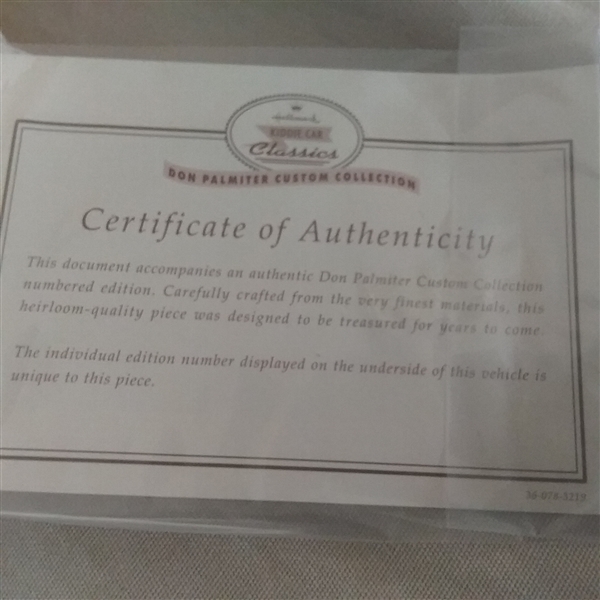 Hallmark
KIDDIE CAR
Classics
DON PALMITER CUSTOM COLLECTION
Certificate of Authenticity
This document accompanies an authentic Don Palmiter Custom Collection
numbered edition. Carefully crafted from the very finest materials, this
heirloom-quality piece was designed to be treasured for years to come.
The individual edition number displayed on the underside of this vehicle is
unique to this piece.